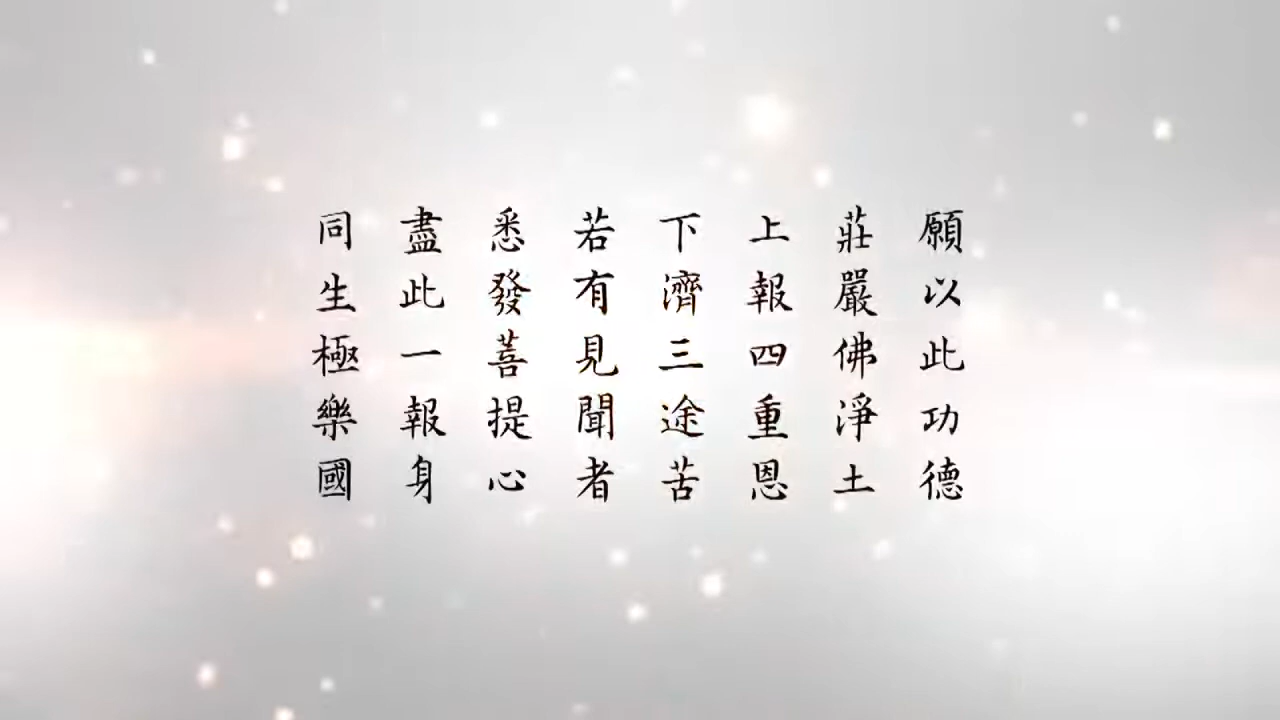 願以此功德
莊嚴佛淨土
上報四重恩
下濟三途苦
若有見聞者
悉發菩提心
盡此一報身
同生極樂國